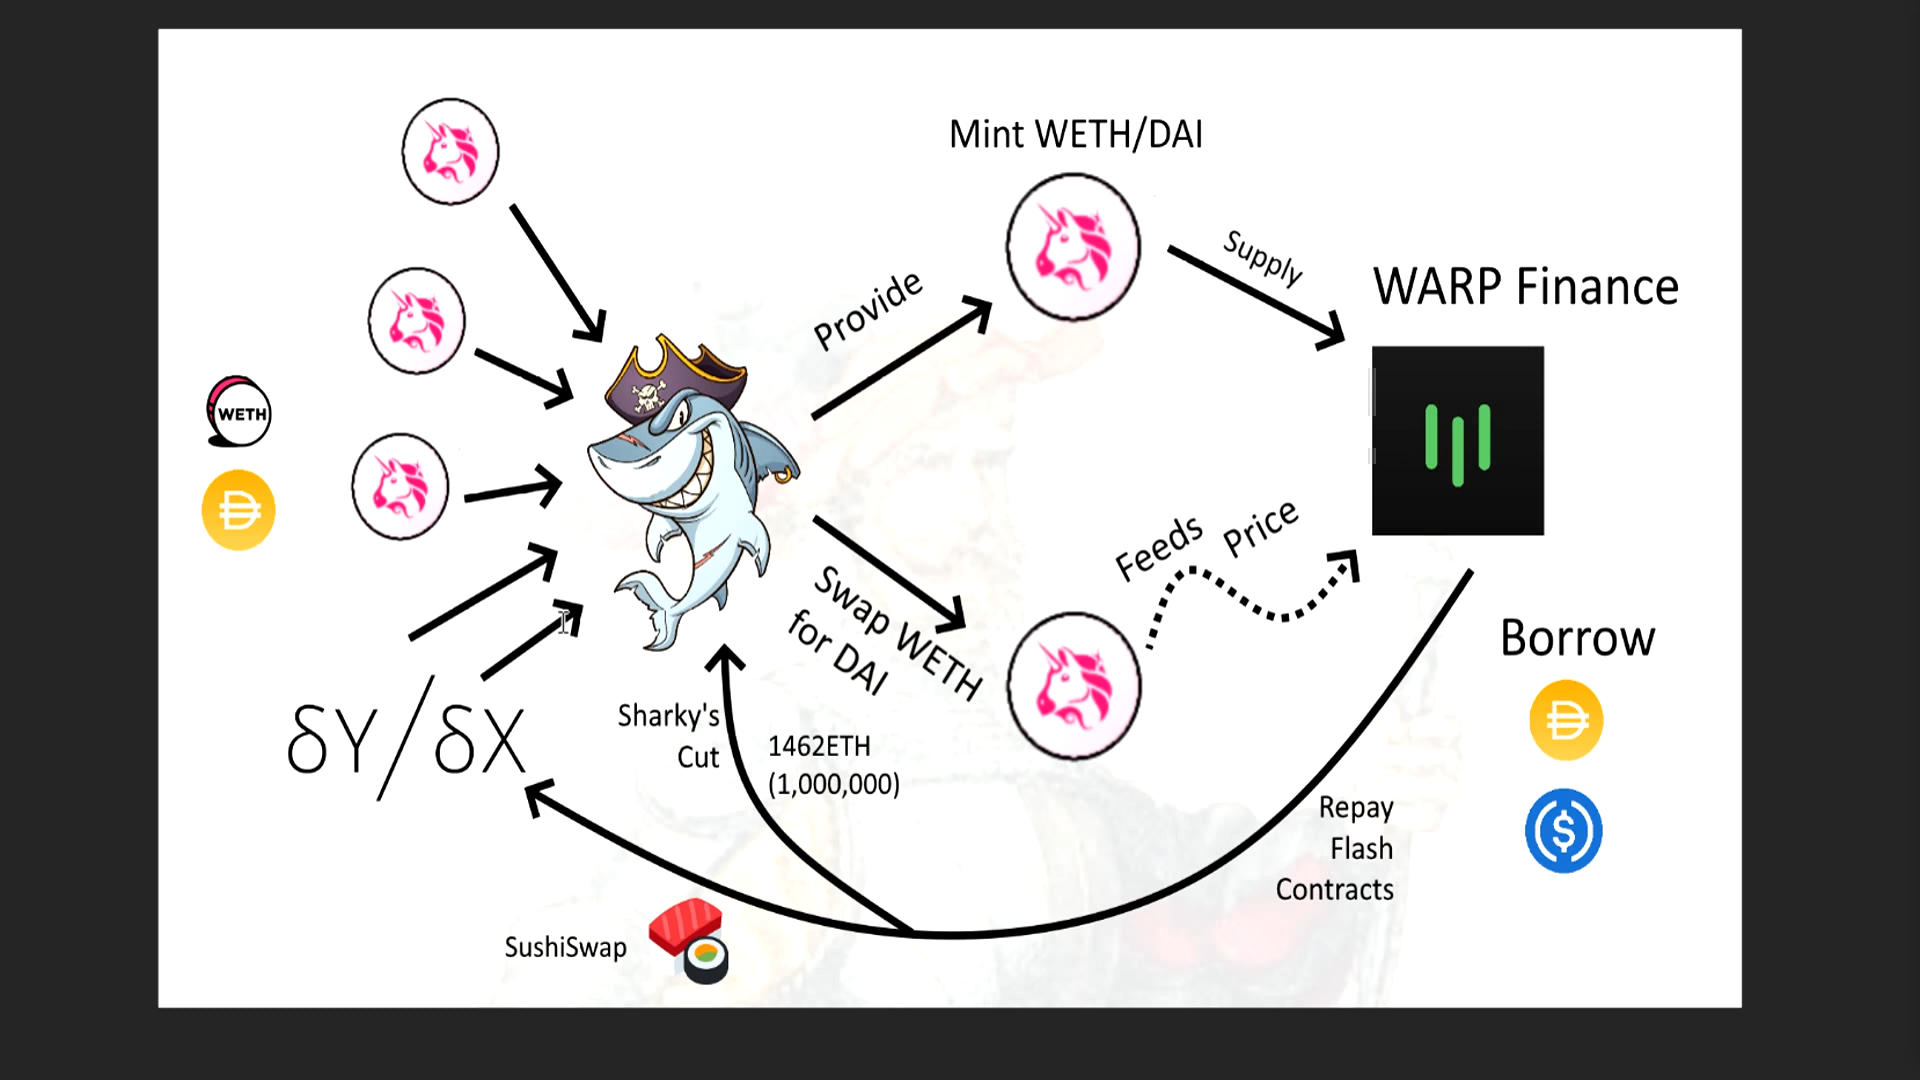 Mint WETH/DAI
Supply
WARP Finance
Provide
WETH
Feeds Price
Swap WETH
for DAI
Borrow
δY/δX
Sharky's
Cut
1462ETH
(1,000,000)
Repay
Flash
Contracts
SushiSwap